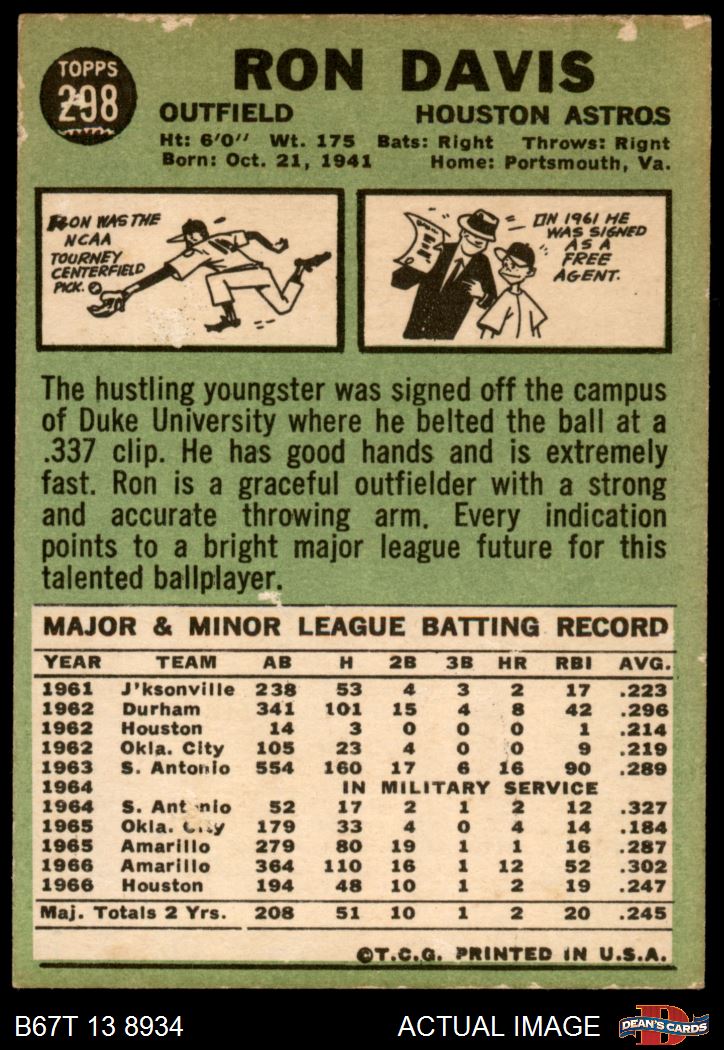 TOPPS
298
RON DAVIS
OUTFIELD HOUSTON ASTROS
Ht: 6'0'' Wt. 175 Bats: Right Throws: Right
Born: Oct. 21, 1941 Home: Portsmouth, Va.
RON WAS THE
NCAA
TOURNEY
CENTERFIELD
PICK.
IN 1961 HE
WAS SIGNED
AS A
FREE
AGENT.
The hustling youngster was signed off the campus
of Duke University where he belted the ball at a
.337 clip. He has good hands and is extremely
fast. Ron is a graceful outfielder with a strong
and accurate throwing arm. Every indication
points to a bright major league future for this
talented ballplayer.
MAJOR & MINOR LEAGUE BATTING RECORD
YEAR TEAM AB H 2B 3B HR RBI AVG.
1961 J'ksonville 238 53 4 3 2 17 .223
1962 Durham 341 101 15 4 8 42 .296
1962 Houston 14 3 0 0 0 1 .214
1962 Okla. City 105 23 4 0 0 9 .219
1963 S. Antonio 554 160 17 6 16 90 .289
1964 IN MILITARY SERVICE
1964 S. Antonio 52 17 2 1 2 12 .327
1965 Okla. City 179 33 4 0 4 14 .184
1965 Amarillo 279 80 19 1 1 16 .287
1966 Amarillo 364 110 16 1 12 52 .302
1966 Houston 194 48 10 1 2 19 .247
Maj. Totals 2 Yrs. 208 51 10 1 2 20 .245
©T.C.G. PRINTED IN U.S.A.
B67T 13 8934 ACTUAL IMAGE
D
DEAN'S CARDS